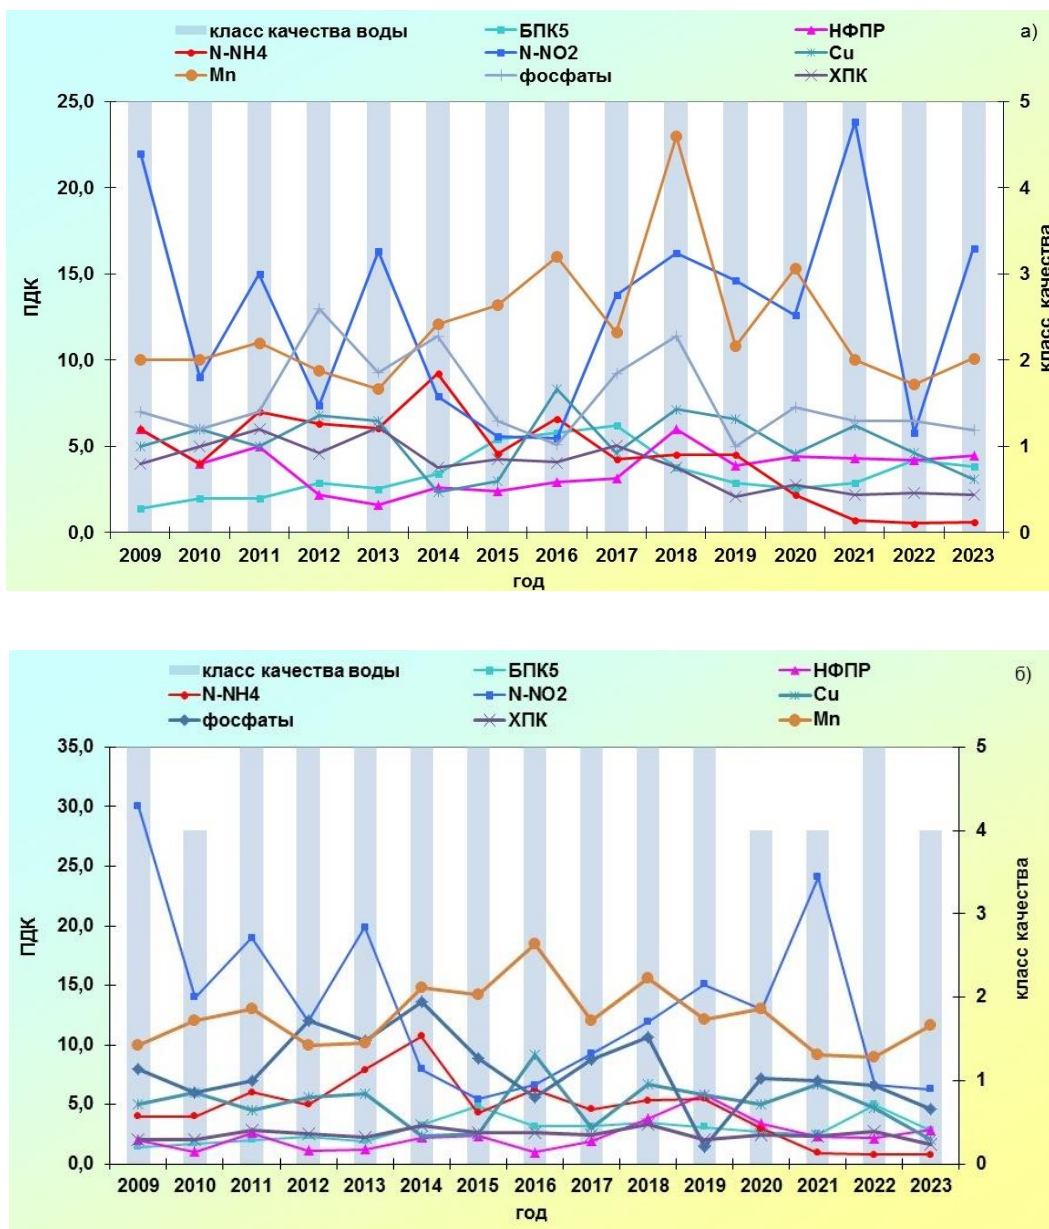 класс качества воды БПК5 НФПР а)
N-NH4 N-NO2 Cu
Mn фосфаты ХПК
25,0 5
20,0 4
15,0 3
10,0 2
5,0 1
0,0 0
ПДК
класс качества
2009 2010 2011 2012 2013 2014 2015 2016 2017 2018 2019 2020 2021 2022 2023
год
класс качества воды БПК5 НФПР б)
N-NH4 N-NO2 Cu
фосфаты ХПК Mn
35,0 5
30,0
4
25,0
20,0 3
15,0
2
10,0
5,0 1
0,0 0
ПДК
класс качества
2009 2010 2011 2012 2013 2014 2015 2016 2017 2018 2019 2020 2021 2022 2023
год